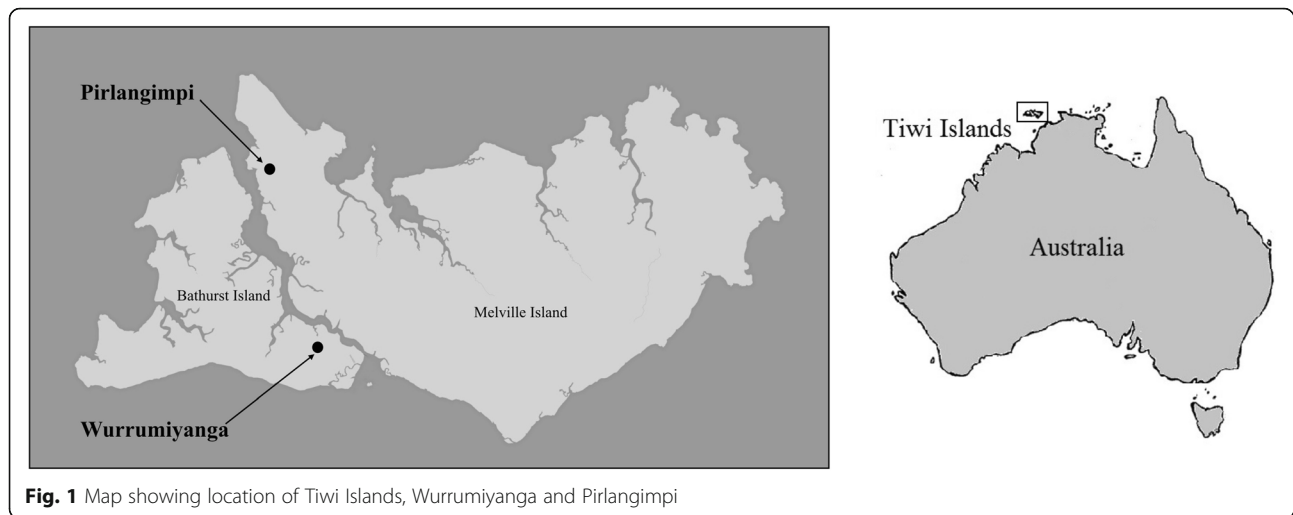 Pirlangimpi
Bathurst Island
Melville Island
Wurrumiyanga
Tiwi Islands
Australia
Fig. 1 Map showing location of Tiwi Islands, Wurrumiyanga and Pirlangimpi